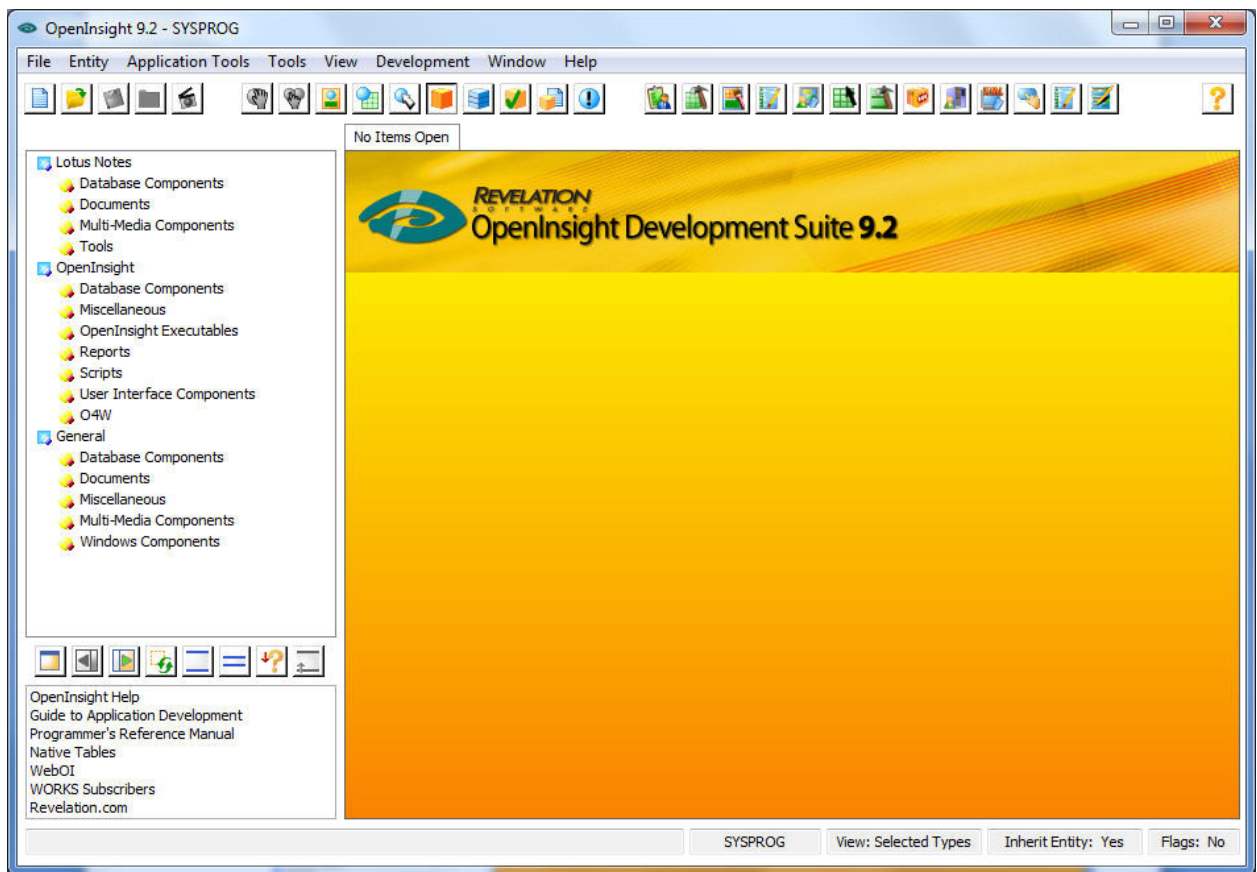 OpenInsight 9.2 - SYSPROG
File Entity Application Tools Tools View Development Window Help
No Items Open
Lotus Notes
Database Components
Documents
Multi-Media Components
Tools
OpenInsight
Database Components
Miscellaneous
OpenInsight Executables
Reports
Scripts
User Interface Components
O4W
General
Database Components
Documents
Miscellaneous
Multi-Media Components
Windows Components
REVELATION
SOFTWARE
OpenInsight Development Suite 9.2
OpenInsight Help
Guide to Application Development
Programmer's Reference Manual
Native Tables
WebOI
WORKS Subscribers
Revelation.com
SYSPROG View: Selected Types Inherit Entity: Yes Flags: No